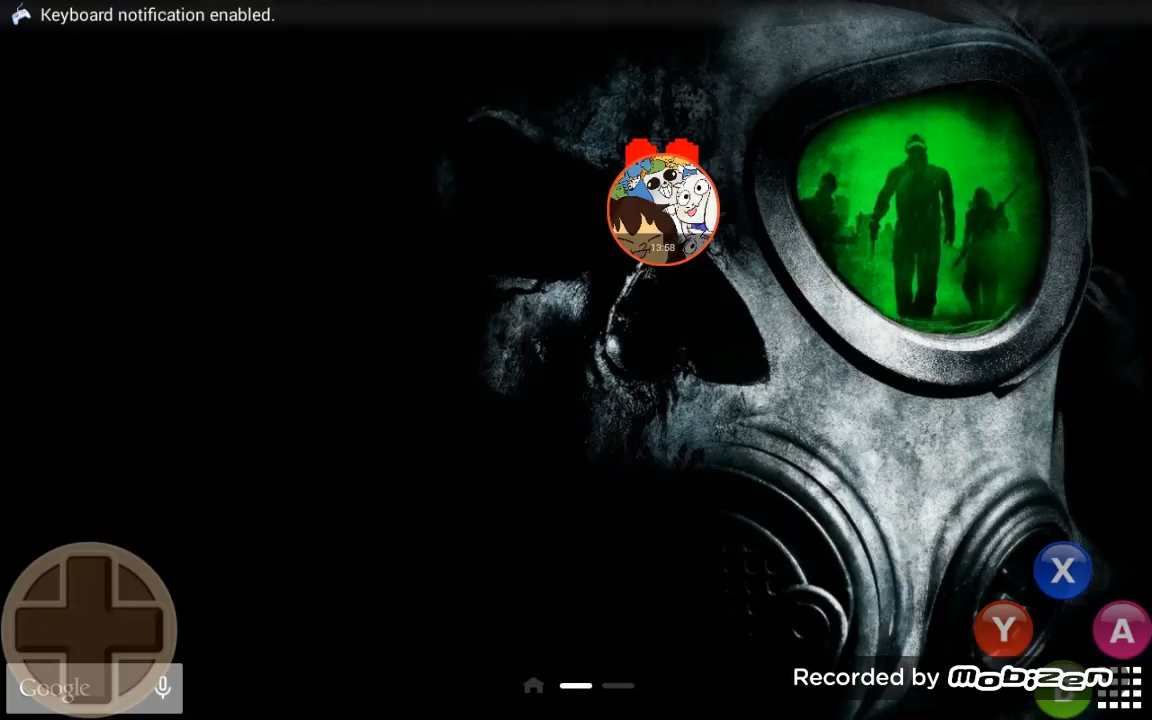 Keyboard notification enabled.
13:58
X
Y
A
B
Google
Recorded by Mobizen